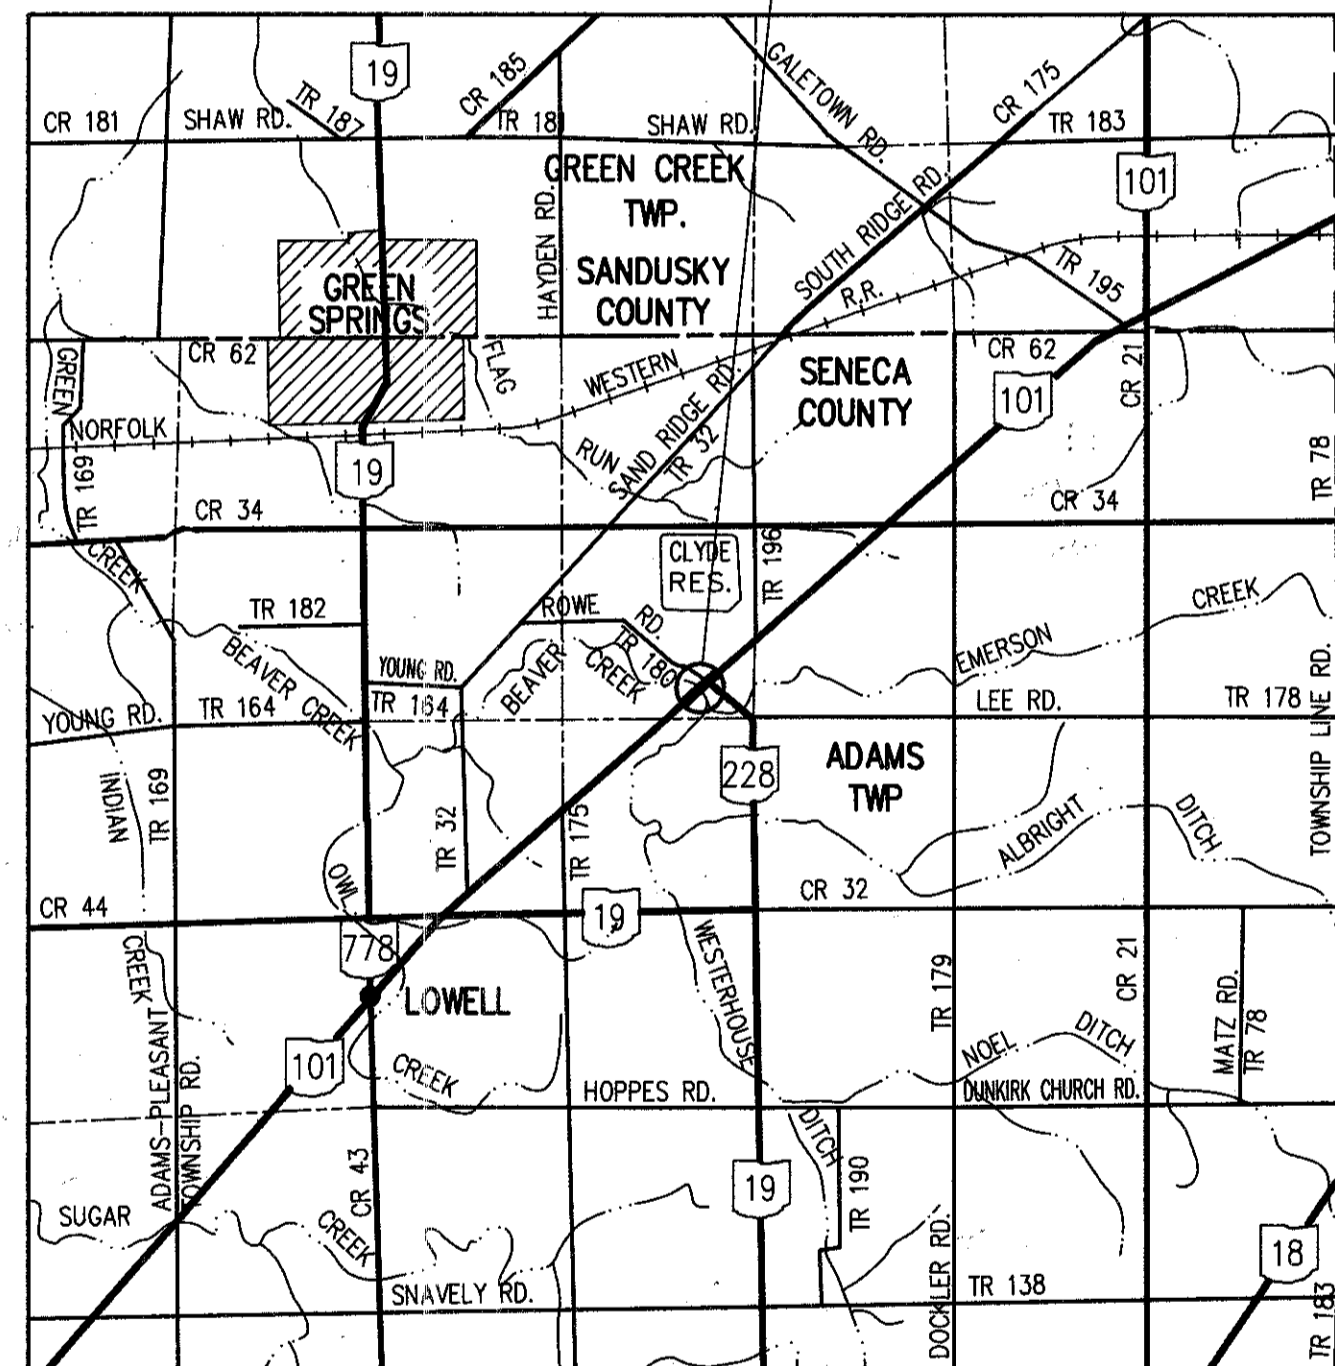 19
CR 185
GALETOWN RD.
CR 175
CR 181
SHAW RD.
TR 187
TR 181
SHAW RD.
TR 183
101
GREEN CREEK
TWP.
HAYDEN RD.
SOUTH RIDGE RD.
SANDUSKY
COUNTY
R.R.
TR 195
GREEN
SPRINGS
CR 62
GREEN
FLAG
WESTERN
SENECA
COUNTY
CR 62
CR 21
101
NORFOLK
19
RUN
SAND RIDGE RD.
TR 32
TR 78
TR 169
CR 34
CR 34
CREEK
CLYDE
RES.
TR 196
TR 182
ROWE
RD.
TR 180
CREEK
EMERSON
BEAVER CREEK
YOUNG RD.
BEAVER
CREEK
YOUNG RD.
TR 164
TR 164
LEE RD.
TR 178
TOWNSHIP LINE RD.
ADAMS
TWP
228
INDIAN
TR 169
TR 32
TR 175
ALBRIGHT
DITCH
OWL
CR 44
19
CR 32
778
CREEK
WESTERHOUSE
TR 179
CR 21
LOWELL
MATZ RD.
TR 78
101
CREEK
HOPPES RD.
NOEL
DITCH
DUNKIRK CHURCH RD.
ADAMS-PLEASANT
TOWNSHIP RD.
CR 43
DITCH
19
TR 190
SUGAR
CREEK
DOCKLER RD.
18
SNAVELY RD.
TR 138
TR 183